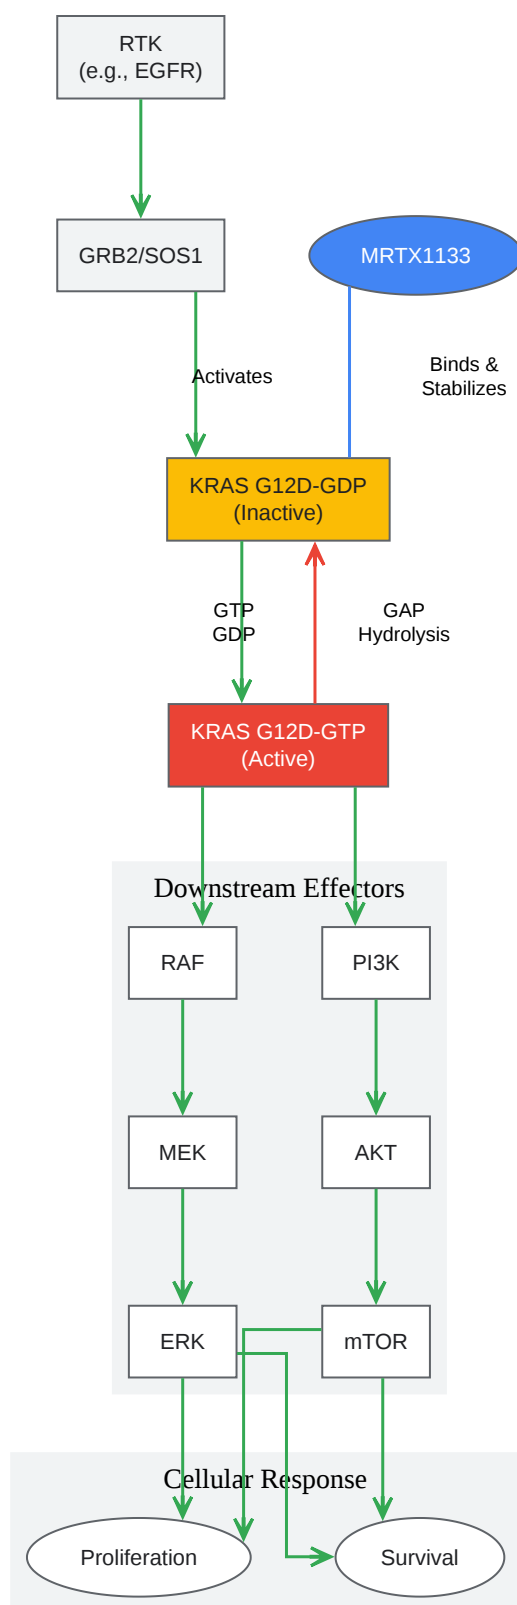 RTK
(e.g., EGFR)
GRB2/SOS1
MRTX1133
Activates
Binds &
Stabilizes
KRAS G12D-GDP
(Inactive)
GTP
GDP
GAP
Hydrolysis
KRAS G12D-GTP
(Active)
Downstream Effectors
RAF
PI3K
MEK
AKT
ERK
mTOR
Cellular Response
Proliferation
Survival